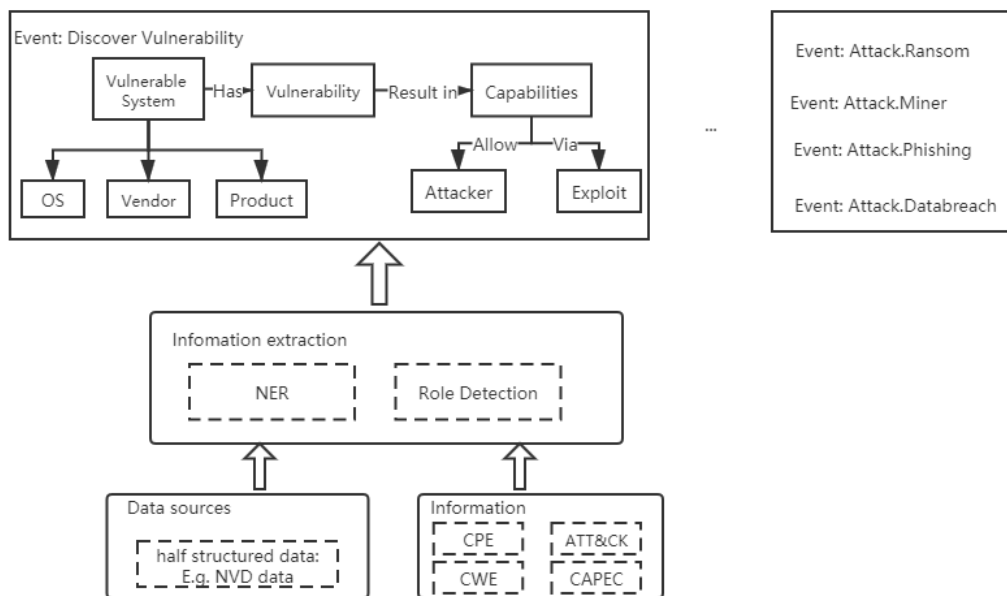 Event: Discover Vulnerability
Vulnerable
System
Has
Vulnerability
Result in
Capabilities
Allow
Via
OS
Vendor
Product
Attacker
Exploit
...
Event: Attack.Ransom
Event: Attack.Miner
Event: Attack.Phishing
Event: Attack.Databreach
Infomation extraction
NER
Role Detection
Data sources
half structured data:
E.g. NVD data
Information
CPE
ATT&CK
CWE
CAPEC